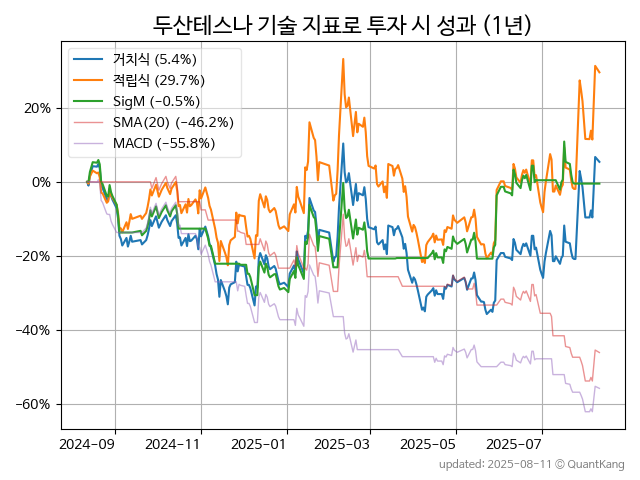 두산테스나 기술 지표로 투자 시 성과 (1년)
거치식 (5.4%)
적립식 (29.7%)
SigM (−0.5%)
SMA(20) (−46.2%)
MACD (−55.8%)
20%
0%
−20%
−40%
−60%
2024−09 2024−11 2025−01 2025−03 2025−05 2025−07
updated: 2025-08-11 © QuantKang